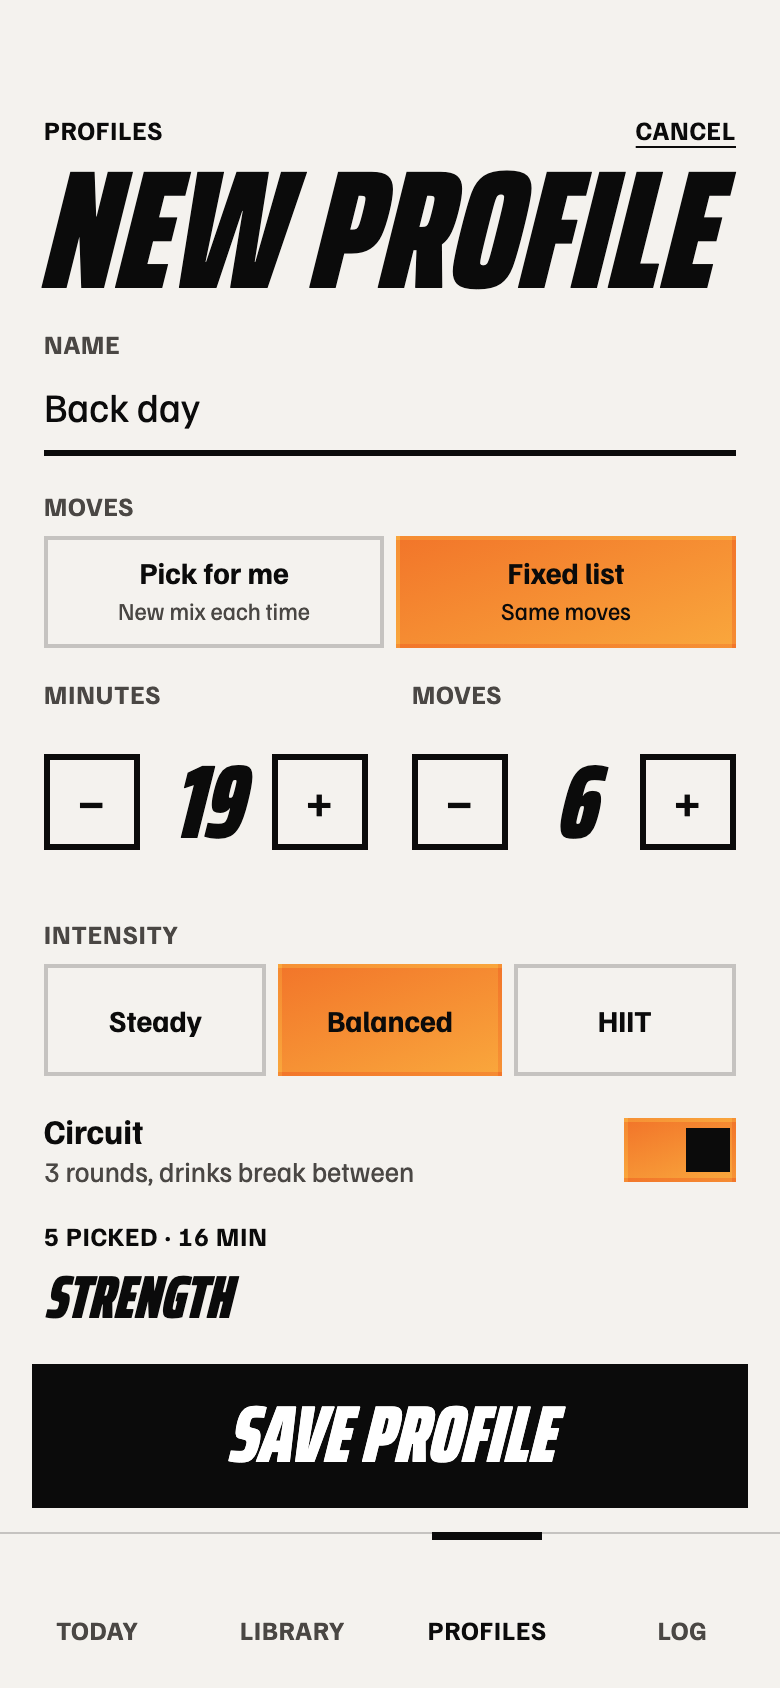 PROFILES
CANCEL
NEW PROFILE
NAME
Back day
MOVES
Pick for me
New mix each time
Fixed list
Same moves
MINUTES
MOVES
− 19 +
− 6 +
INTENSITY
Steady
Balanced
HIIT
Circuit
3 rounds, drinks break between
5 PICKED · 16 MIN
STRENGTH
SAVE PROFILE
TODAY
LIBRARY
PROFILES
LOG